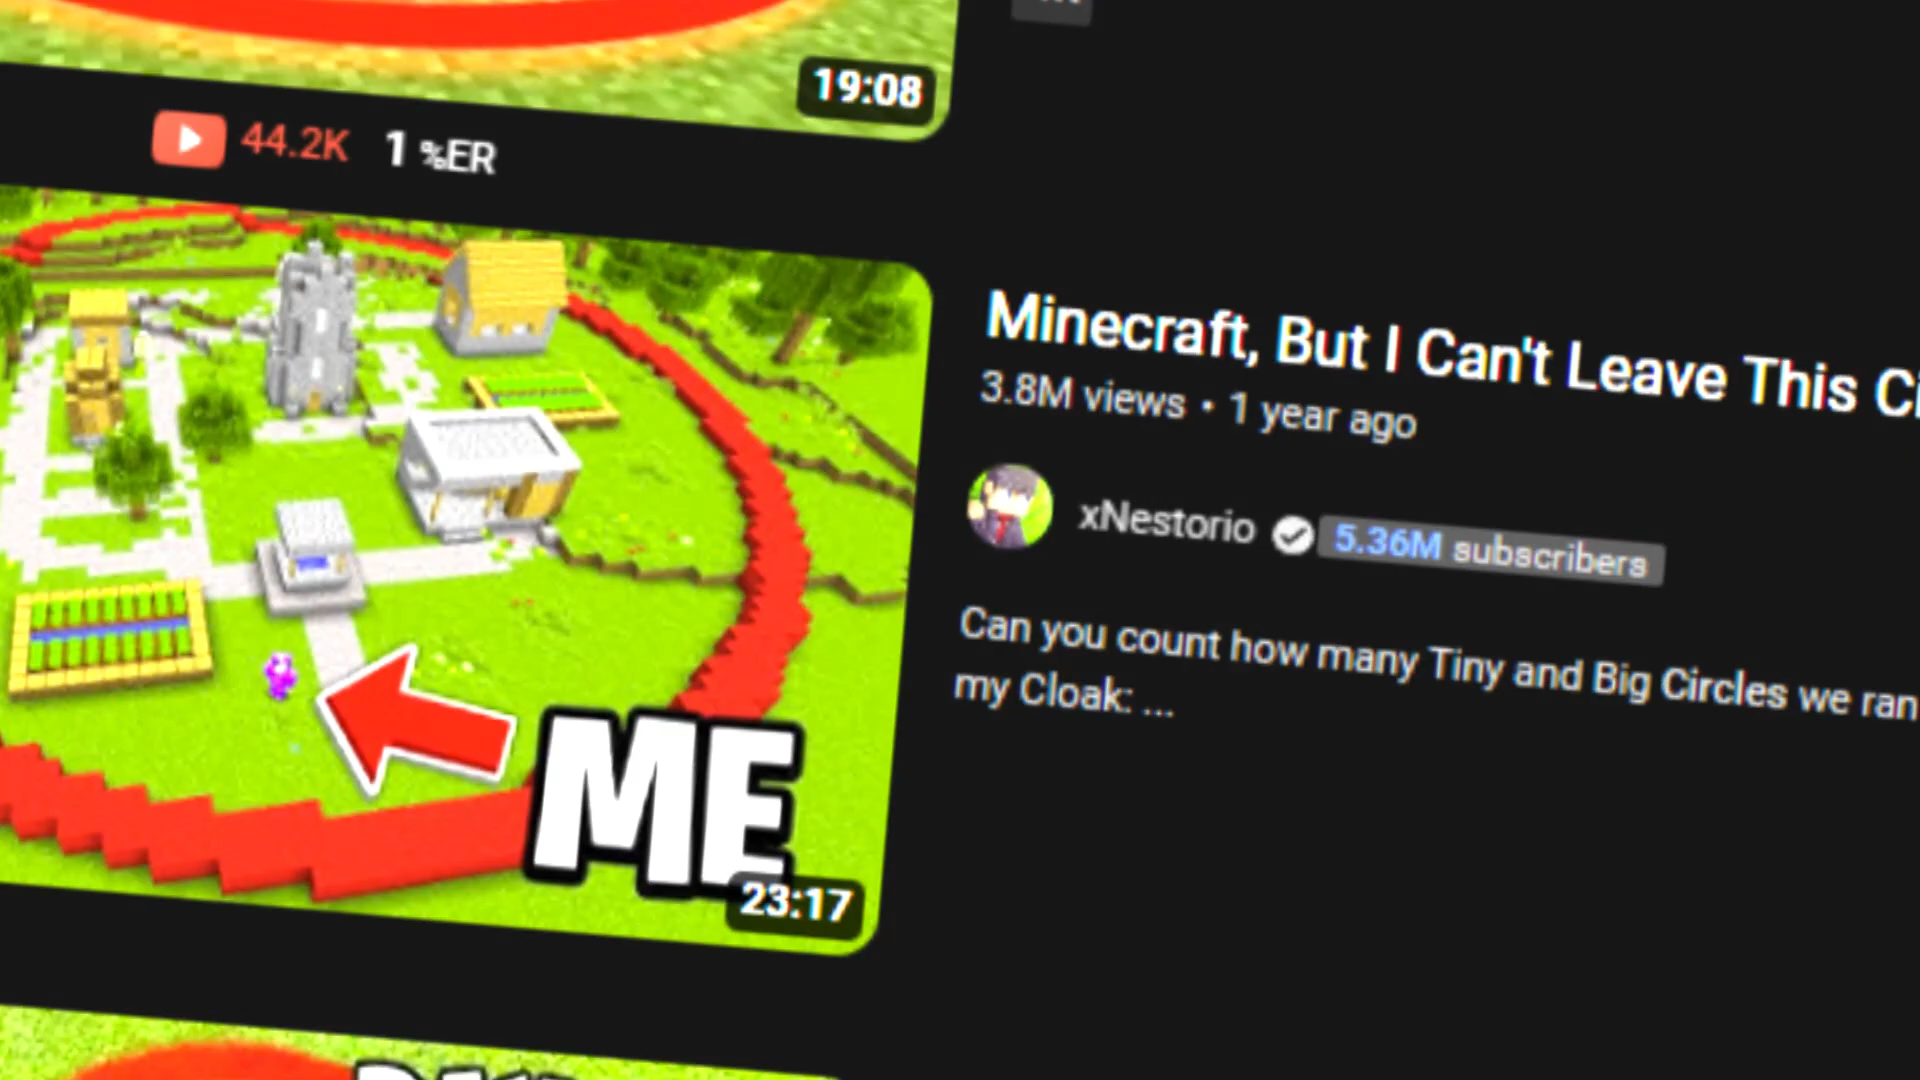 19:08
44.2K 1 %ER
Minecraft, But I Can't Leave This
3.8M views • 1 year ago
xNestorio 5.36M subscribers
Can you count how many Tiny and Big Circles we ran
my Cloak: ...
ME
23:17